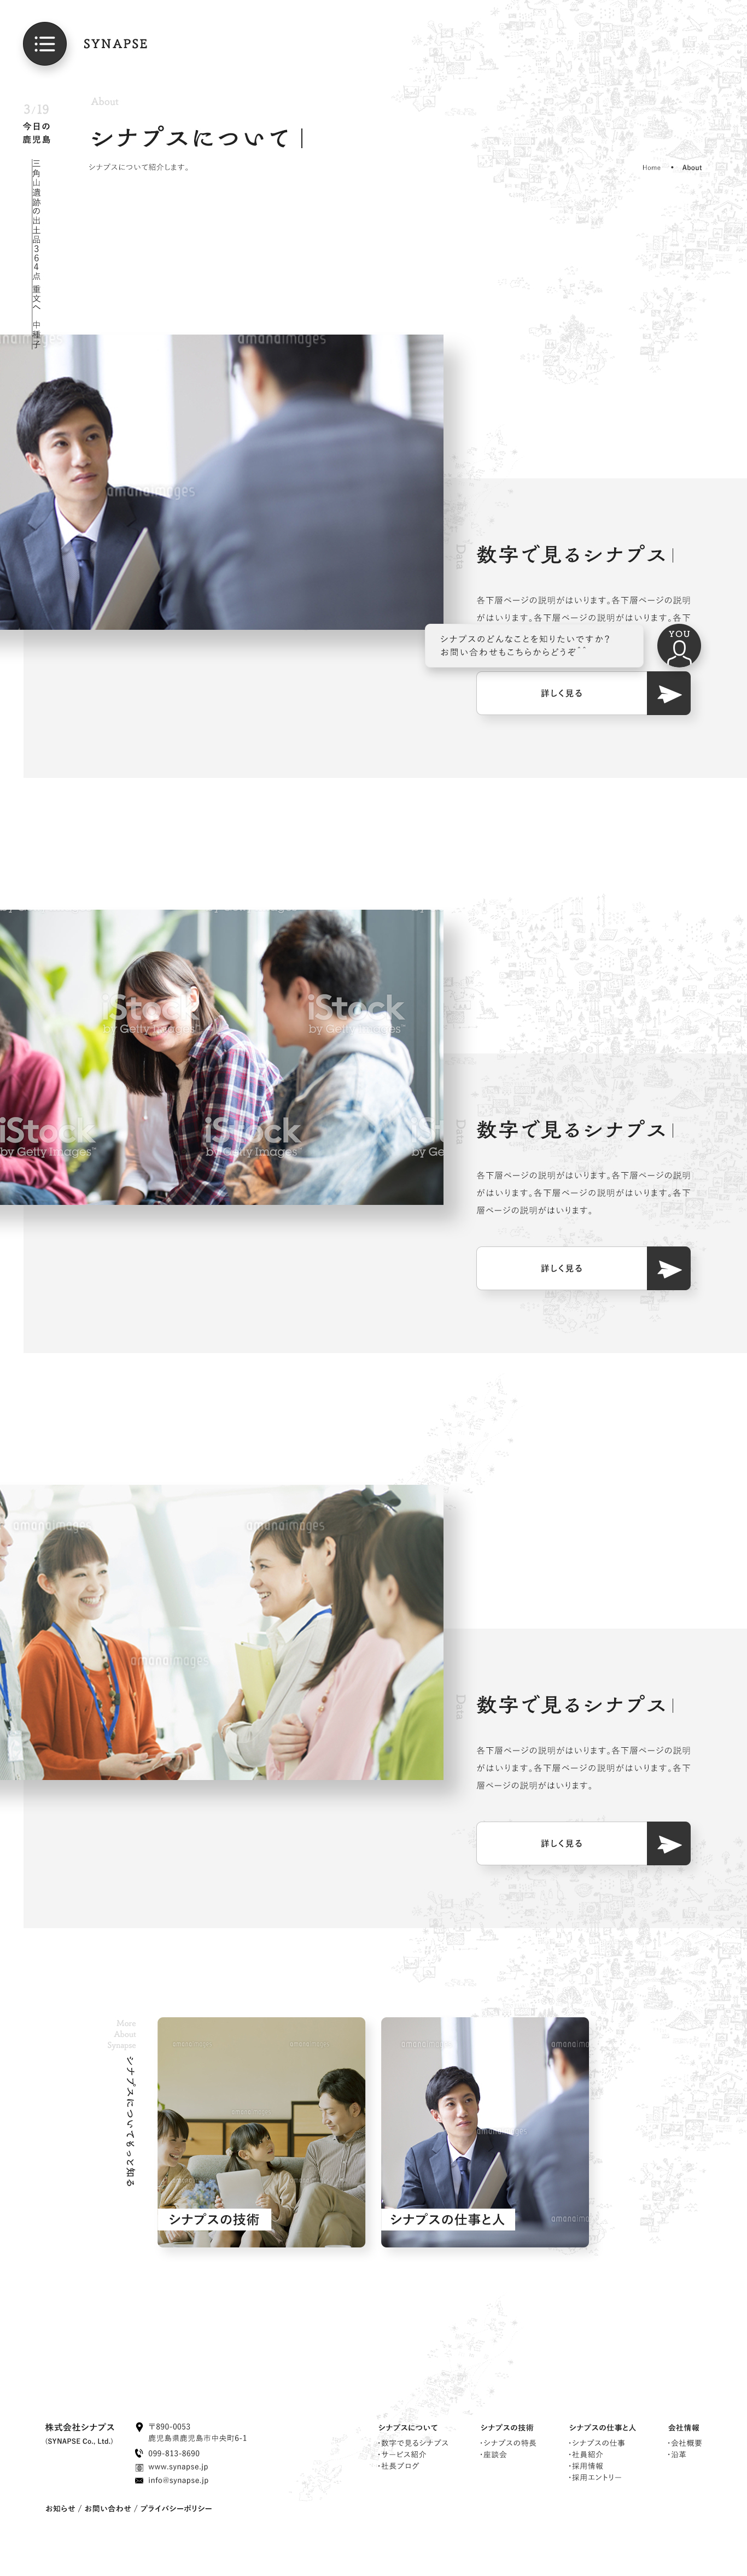 SYNAPSE
3/19
今日の
鹿児島
三角山遺跡の出土品364点 重文へ 中種子
About
シナプスについて
シナプスについて紹介します。
Home • About
amanaimages
amanaimages
Data
数字で見るシナプス
各下層ページの説明がはいります。各下層ページの説明
がはいります。各下層ページの説明がはいります。各下
シナプスのどんなことを知りたいですか？
お問い合わせもこちらからどうぞ^^
YOU
詳しく見る
iStock
by Getty Images™
iStock
by Getty Images™
iStock
by Getty Images™
iStock
by Getty Images™
Data
数字で見るシナプス
各下層ページの説明がはいります。各下層ページの説明
がはいります。各下層ページの説明がはいります。各下
層ページの説明がはいります。
詳しく見る
amanaimages
amanaimages
amanaimages
Data
数字で見るシナプス
各下層ページの説明がはいります。各下層ページの説明
がはいります。各下層ページの説明がはいります。各下
層ページの説明がはいります。
詳しく見る
More
About
Synapse
シナプスについてもっと知る
シナプスの技術
amanaimages
amanaimages
シナプスの仕事と人
株式会社シナプス
(SYNAPSE Co., Ltd.)
〒890-0053
鹿児島県鹿児島市中央町6-1
099-813-8690
www.synapse.jp
info@synapse.jp
お知らせ / お問い合わせ / プライバシーポリシー
シナプスについて
・数字で見るシナプス
・サービス紹介
・社長ブログ
シナプスの技術
・シナプスの特長
・座談会
シナプスの仕事と人
・シナプスの仕事
・社員紹介
・採用情報
・採用エントリー
会社情報
・会社概要
・沿革